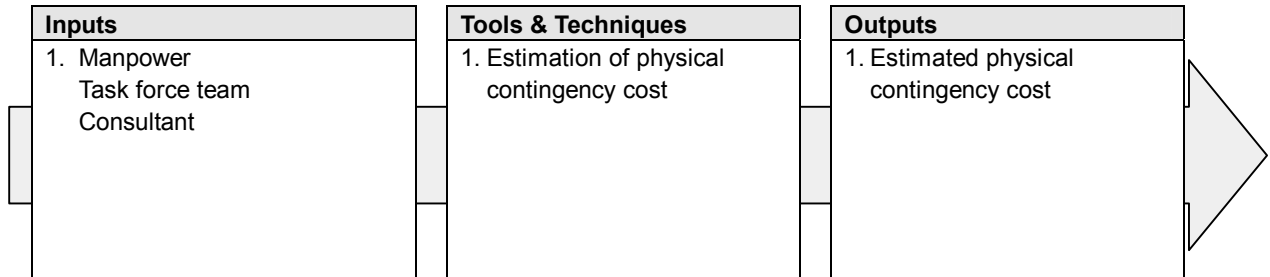 Inputs
1. Manpower
Task force team
Consultant
Tools & Techniques
1. Estimation of physical
contingency cost
Outputs
1. Estimated physical
contingency cost